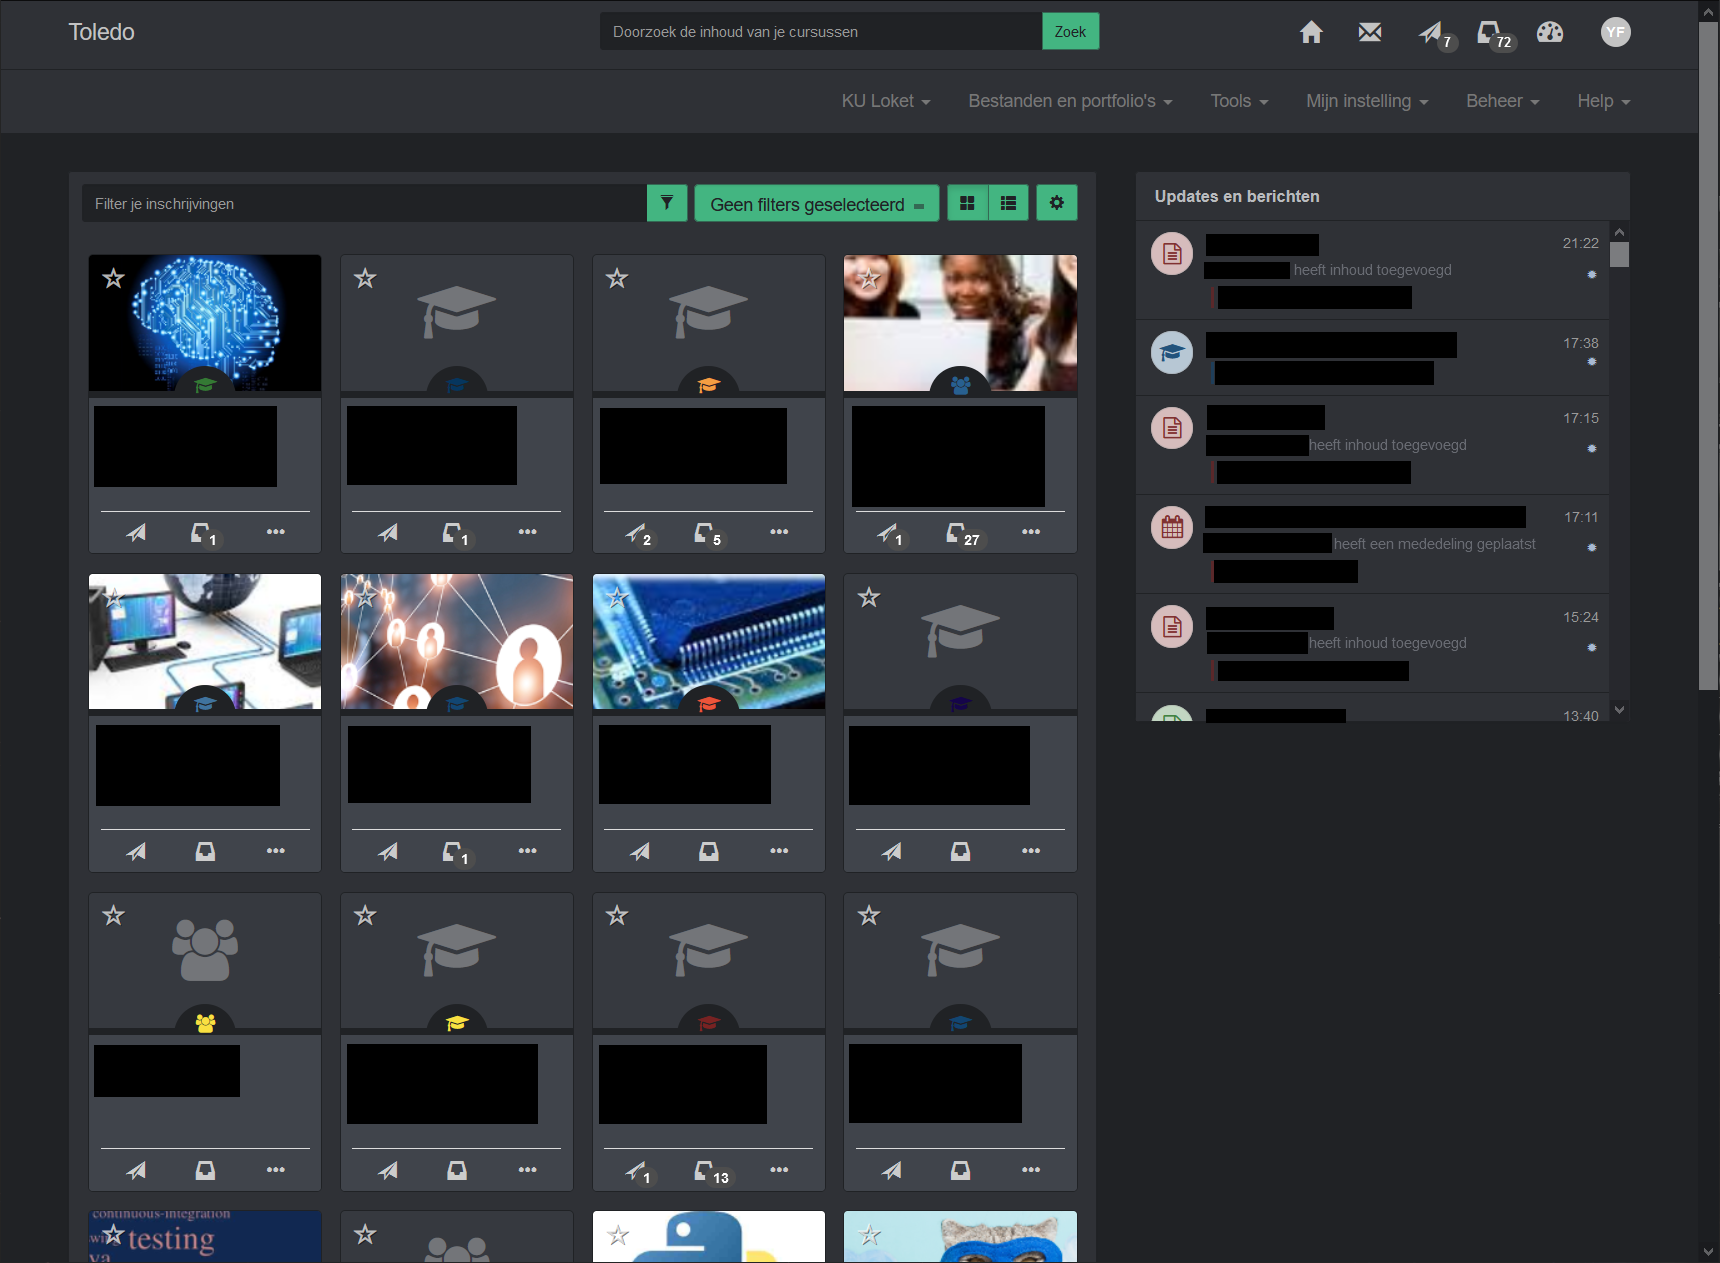 Toledo
Doorzoek de inhoud van je cursussen
Zoek
7
72
YF
KU Loket
Bestanden en portfolio's
Tools
Mijn instelling
Beheer
Help
Filter je inschrijvingen
Geen filters geselecteerd
Updates en berichten
21:22
heeft inhoud toegevoegd
17:38
17:15
heeft inhoud toegevoegd
17:11
heeft een mededeling geplaatst
15:24
heeft inhoud toegevoegd
13:40
1
1
2
5
1
27
1
1
13
continuous-integration
testing